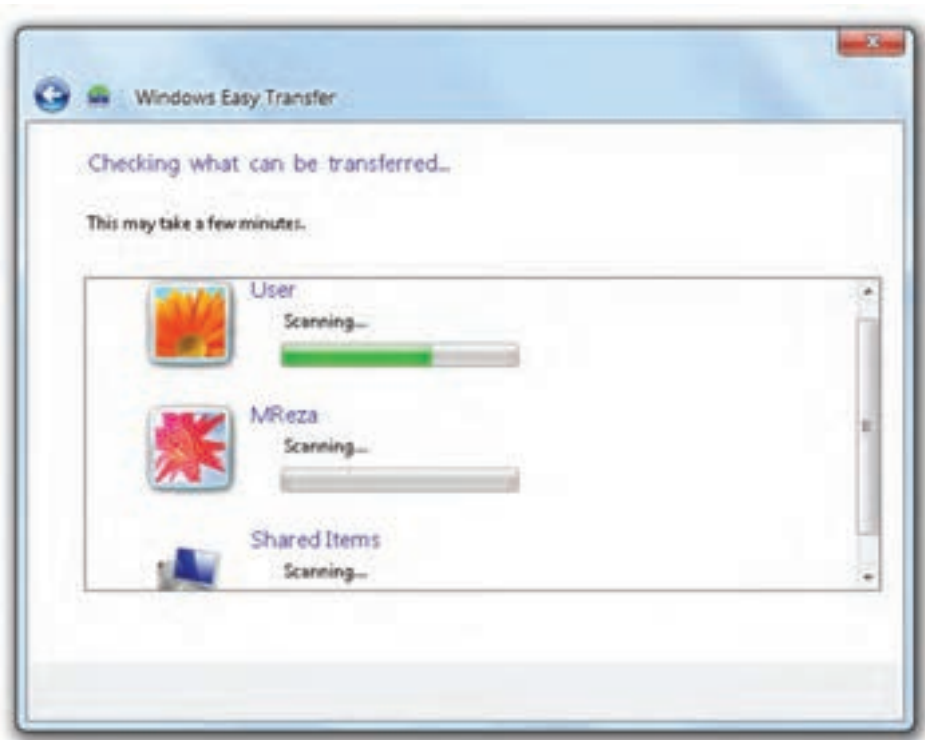 Windows Easy Transfer
Checking what can be transferred...
This may take a few minutes.
User
Scanning...
MReza
Scanning...
Shared Items
Scanning...